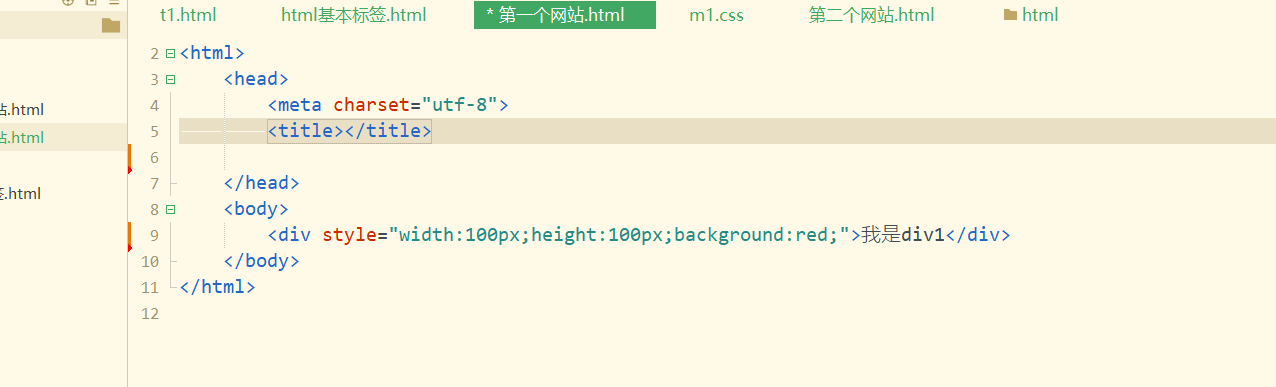 t1.html html基本标签.html * 第一个网站.html m1.css 第二个网站.html html
站.html
站.html
签.html
2 <html>
3 <head>
4 <meta charset="utf-8">
5 <title></title>
6
7 </head>
8 <body>
9 <div style="width:100px;height:100px;background:red;">我是div1</div>
10 </body>
11 </html>
12